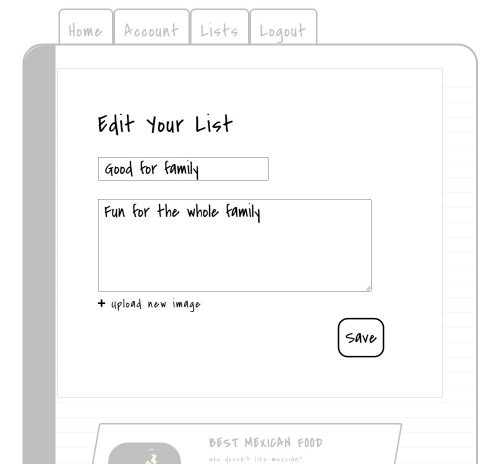 Home Account Lists Logout
Edit Your List
Good for family
Fun for the whole family
+ upload new image
Save
BEST MEXICAN FOOD
who doesn't like mexican?